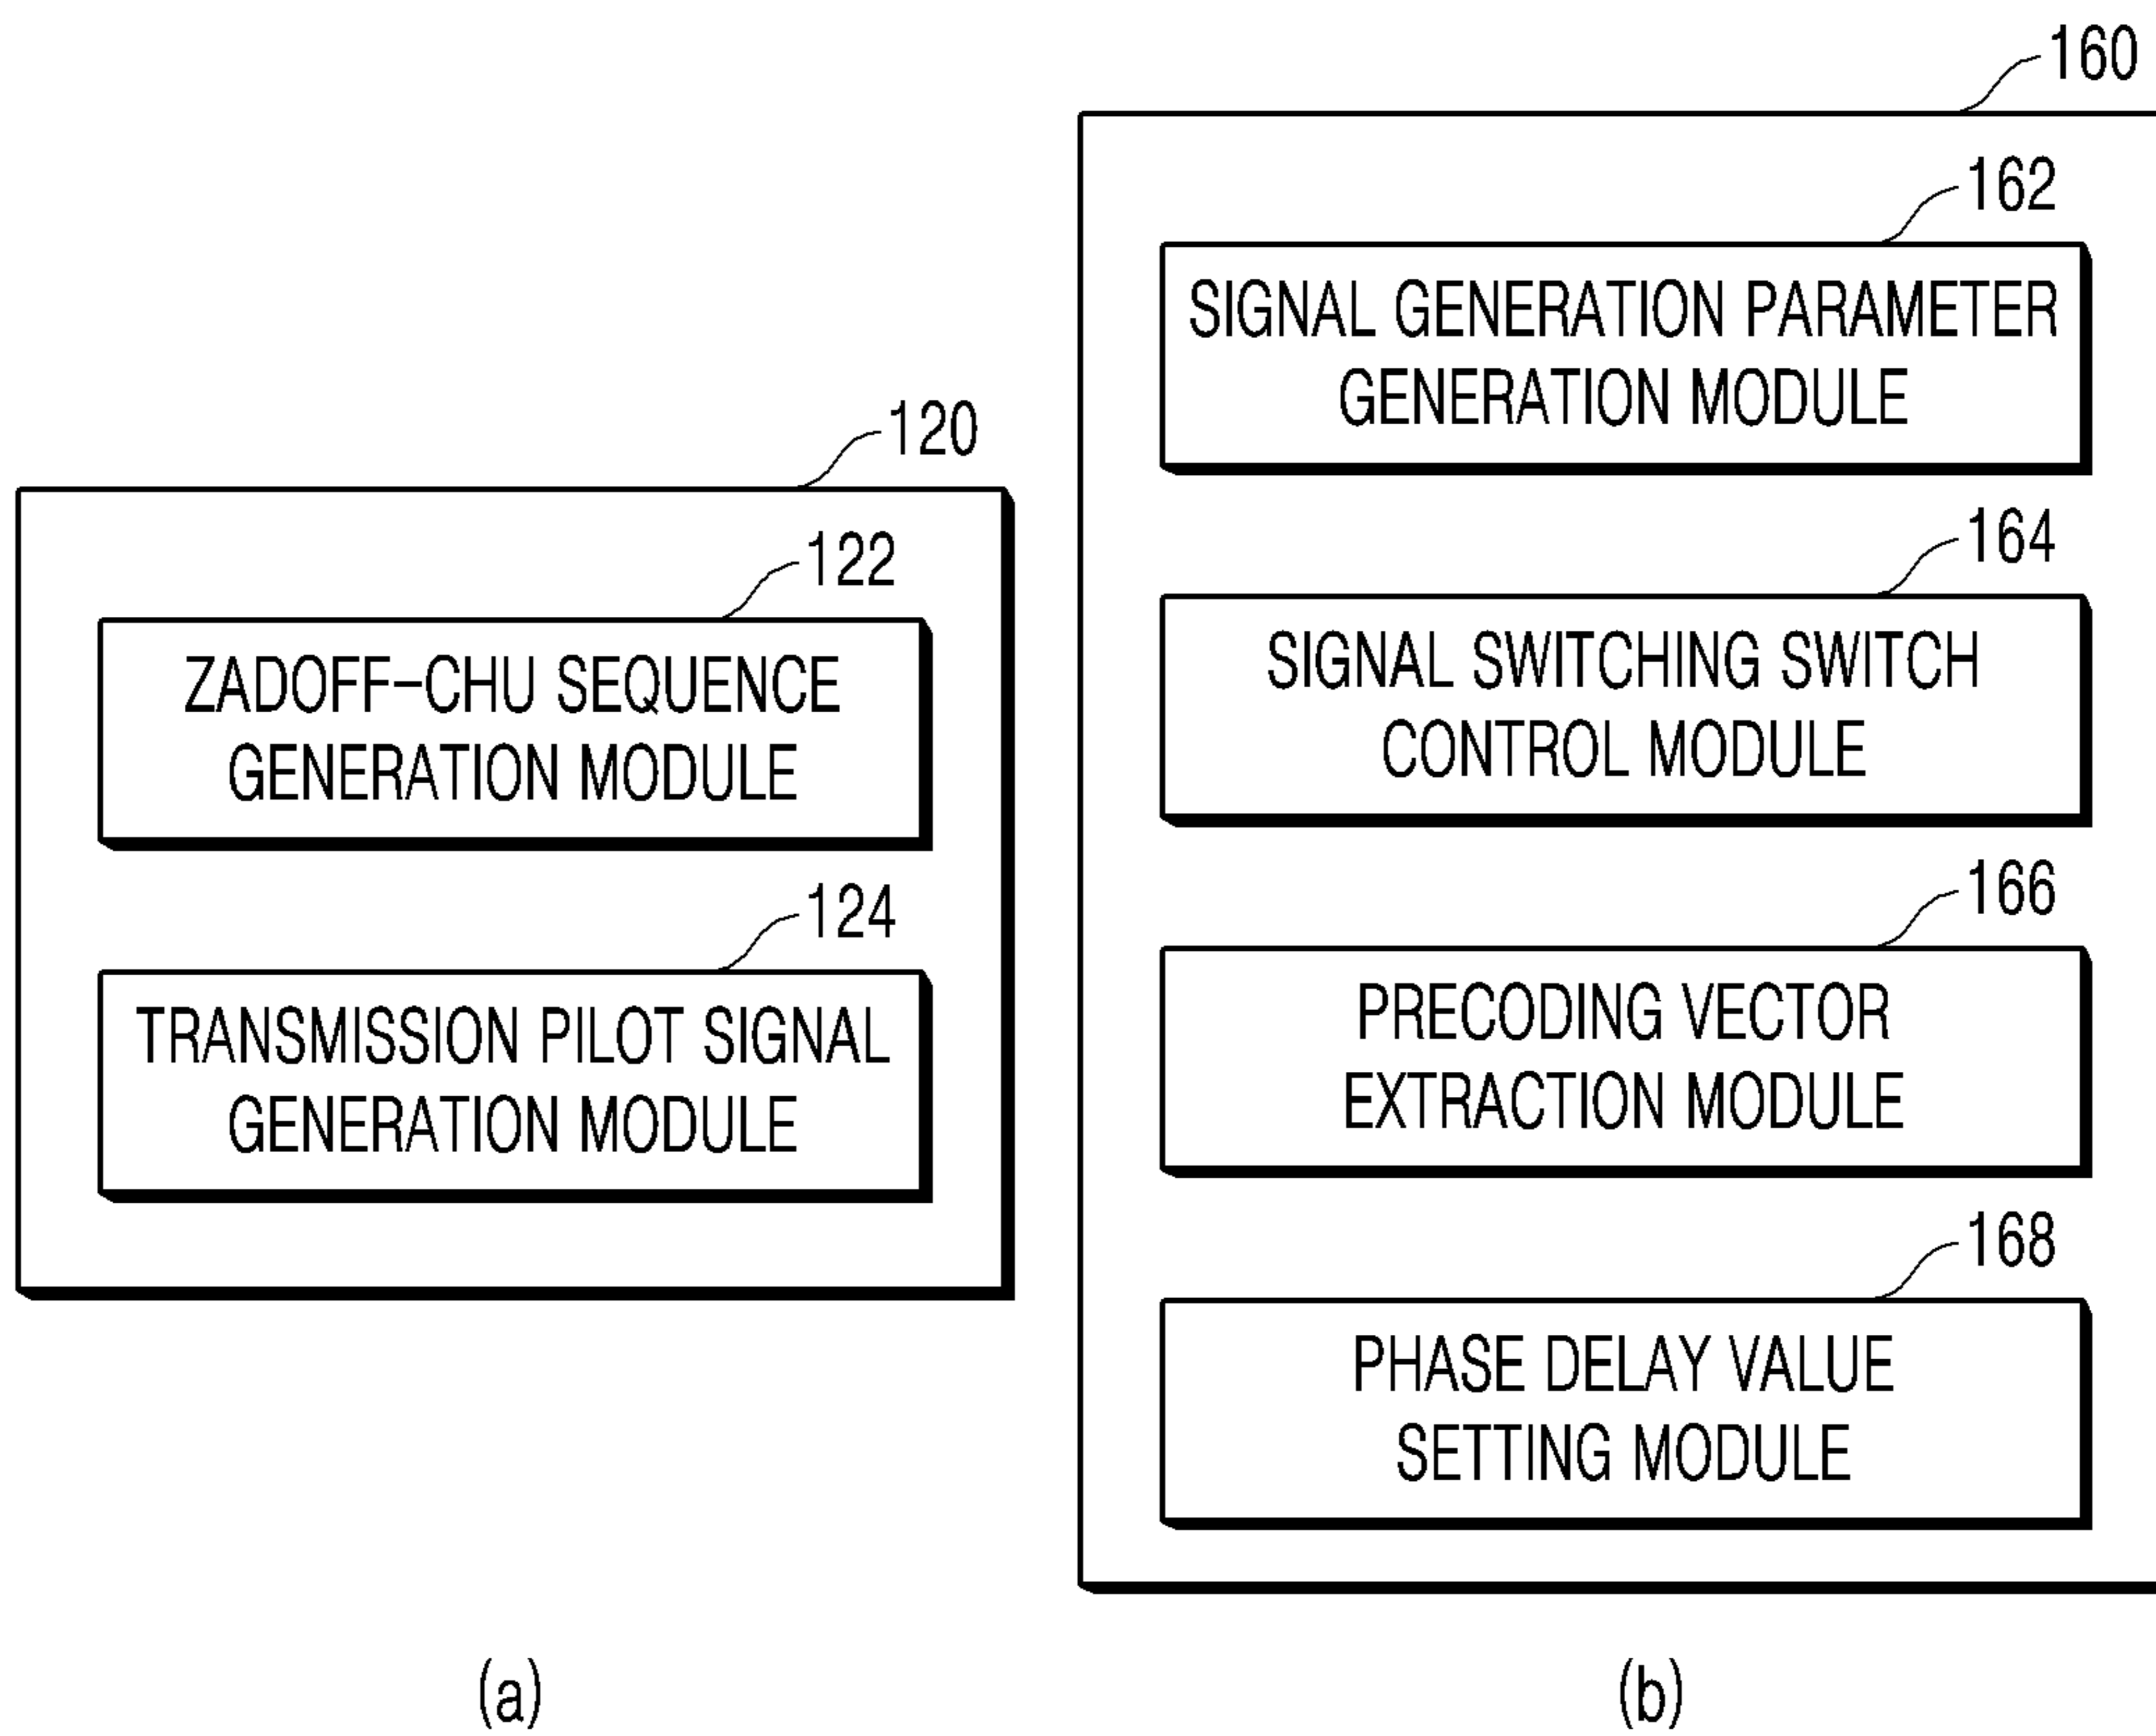 120
122
ZADOFF-CHU SEQUENCE
GENERATION MODULE
124
TRANSMISSION PILOT SIGNAL
GENERATION MODULE
(a)
160
162
SIGNAL GENERATION PARAMETER
GENERATION MODULE
164
SIGNAL SWITCHING SWITCH
CONTROL MODULE
166
PRECODING VECTOR
EXTRACTION MODULE
168
PHASE DELAY VALUE
SETTING MODULE
(b)